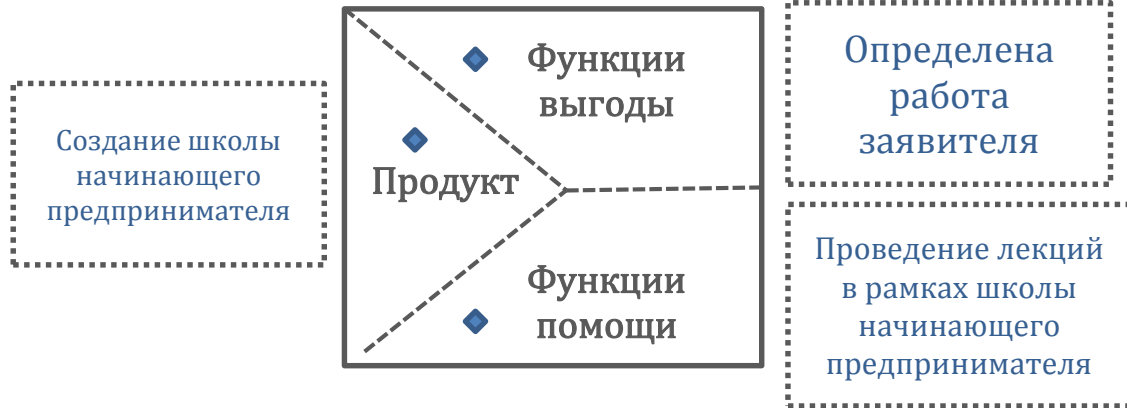 Создание школы
начинающего
предпринимателя
Функции
выгоды
Продукт
Функции
помощи
Определена
работа
заявителя
Проведение лекций
в рамках школы
начинающего
предпринимателя